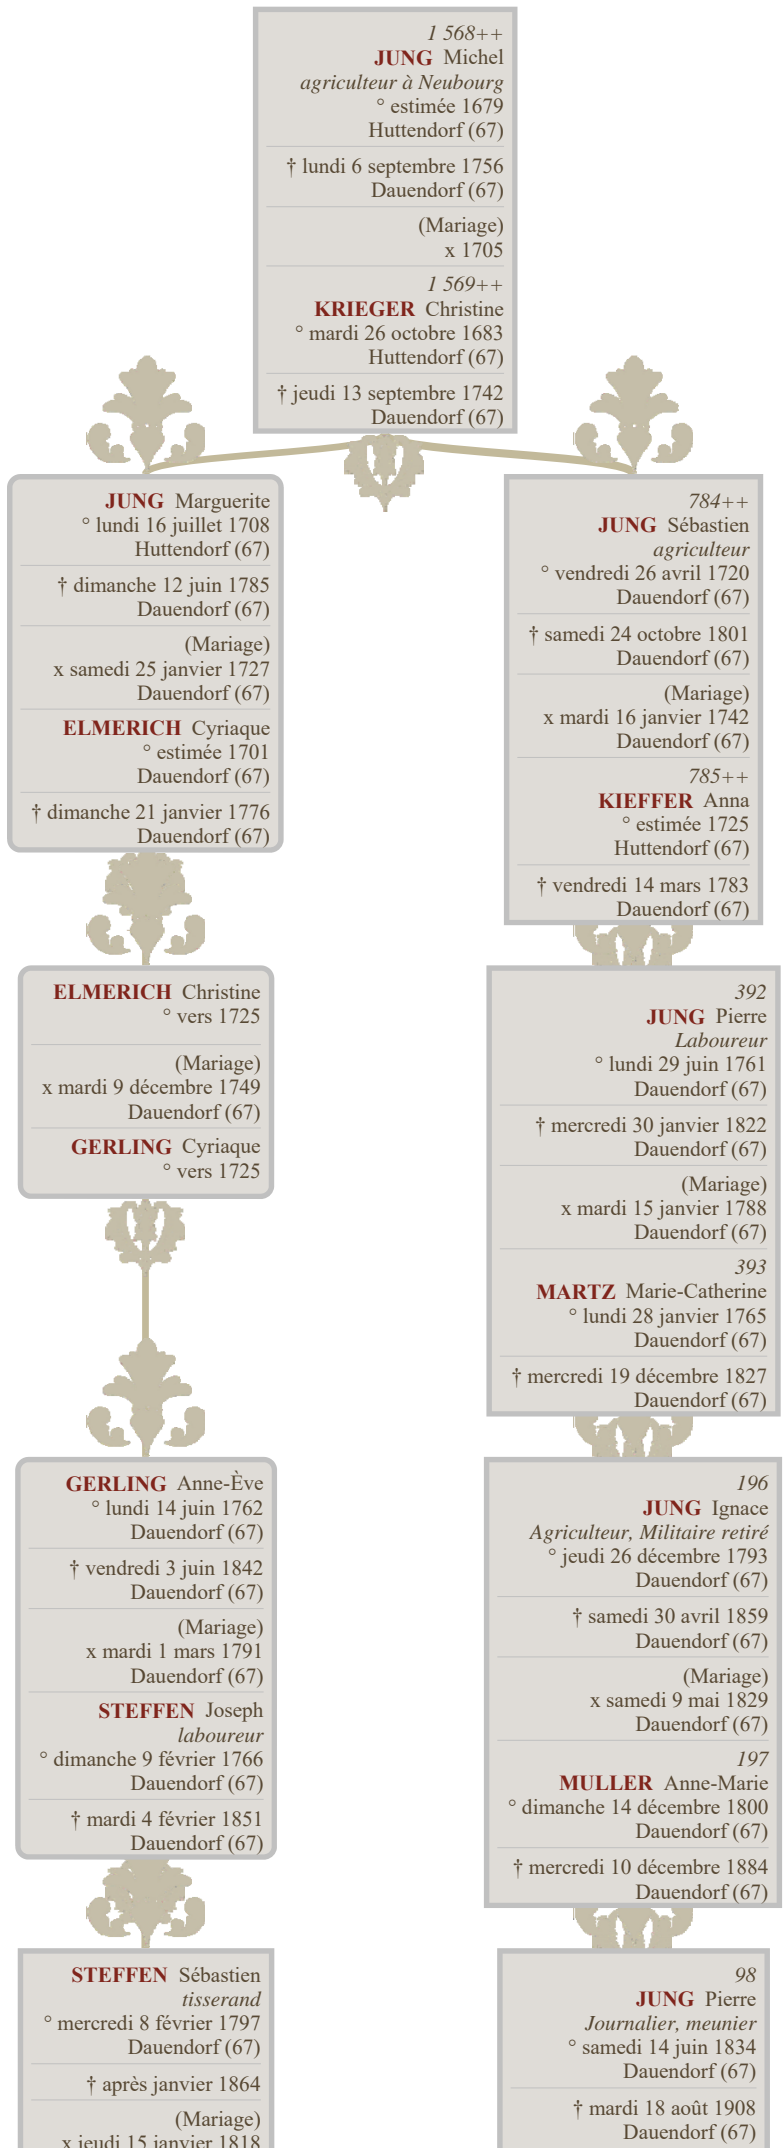 1 568++
JUNG Michel
agriculteur à Neubourg
° estimée 1679
Huttendorf (67)
† lundi 6 septembre 1756
Dauendorf (67)
(Mariage)
x 1705
1 569++
KRIEGER Christine
° mardi 26 octobre 1683
Huttendorf (67)
† jeudi 13 septembre 1742
Dauendorf (67)
JUNG Marguerite
° lundi 16 juillet 1708
Huttendorf (67)
† dimanche 12 juin 1785
Dauendorf (67)
(Mariage)
x samedi 25 janvier 1727
Dauendorf (67)
ELMERICH Cyriaque
° estimée 1701
Dauendorf (67)
† dimanche 21 janvier 1776
Dauendorf (67)
784++
JUNG Sébastien
agriculteur
° vendredi 26 avril 1720
Dauendorf (67)
† samedi 24 octobre 1801
Dauendorf (67)
(Mariage)
x mardi 16 janvier 1742
Dauendorf (67)
785++
KIEFFER Anna
° estimée 1725
Huttendorf (67)
† vendredi 14 mars 1783
Dauendorf (67)
ELMERICH Christine
° vers 1725
(Mariage)
x mardi 9 décembre 1749
Dauendorf (67)
GERLING Cyriaque
° vers 1725
392
JUNG Pierre
Laboureur
° lundi 29 juin 1761
Dauendorf (67)
† mercredi 30 janvier 1822
Dauendorf (67)
(Mariage)
x mardi 15 janvier 1788
Dauendorf (67)
393
MARTZ Marie-Catherine
° lundi 28 janvier 1765
Dauendorf (67)
† mercredi 19 décembre 1827
Dauendorf (67)
GERLING Anne-Ève
° lundi 14 juin 1762
Dauendorf (67)
† vendredi 3 juin 1842
Dauendorf (67)
(Mariage)
x mardi 1 mars 1791
Dauendorf (67)
STEFFEN Joseph
laboureur
° dimanche 9 février 1766
Dauendorf (67)
† mardi 4 février 1851
Dauendorf (67)
196
JUNG Ignace
Agriculteur, Militaire retiré
° jeudi 26 décembre 1793
Dauendorf (67)
† samedi 30 avril 1859
Dauendorf (67)
(Mariage)
x samedi 9 mai 1829
Dauendorf (67)
197
MULLER Anne-Marie
° dimanche 14 décembre 1800
Dauendorf (67)
† mercredi 10 décembre 1884
Dauendorf (67)
STEFFEN Sébastien
tisserand
° mercredi 8 février 1797
Dauendorf (67)
† après janvier 1864
(Mariage)
x jeudi 15 janvier 1818
98
JUNG Pierre
Journalier, meunier
° samedi 14 juin 1834
Dauendorf (67)
† mardi 18 août 1908
Dauendorf (67)